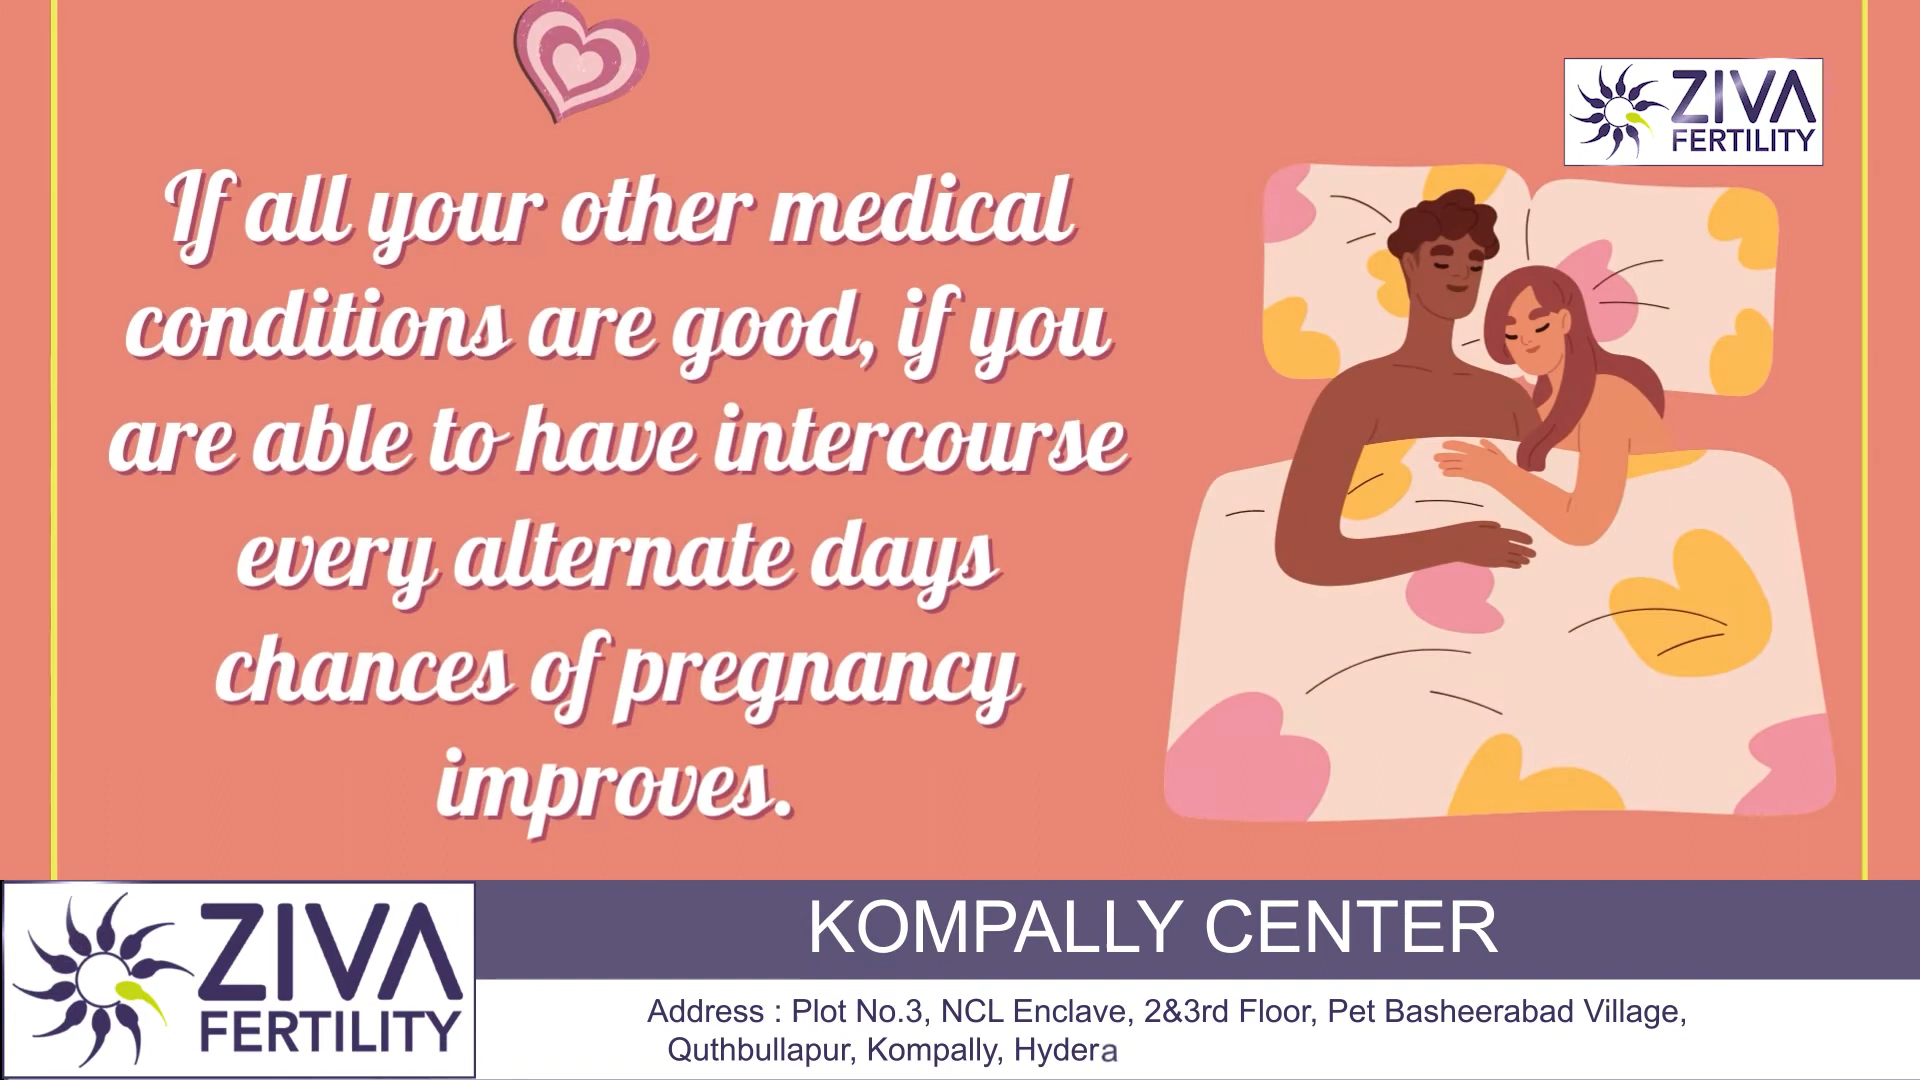 ZIVA
FERTILITY
If all your other medical
conditions are good, if you
are able to have intercourse
every alternate days
chances of pregnancy
improves.
ZIVA
FERTILITY
KOMPALLY CENTER
Address : Plot No.3, NCL Enclave, 2&3rd Floor, Pet Basheerabad Village,
Quthbullapur, Kompally, Hydera